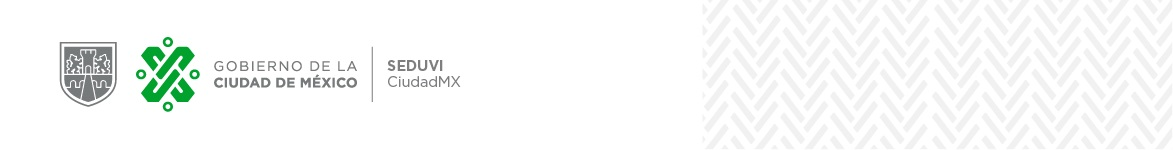 GOBIERNO DE LA
CIUDAD DE MÉXICO
SEDUVI
CiudadMX